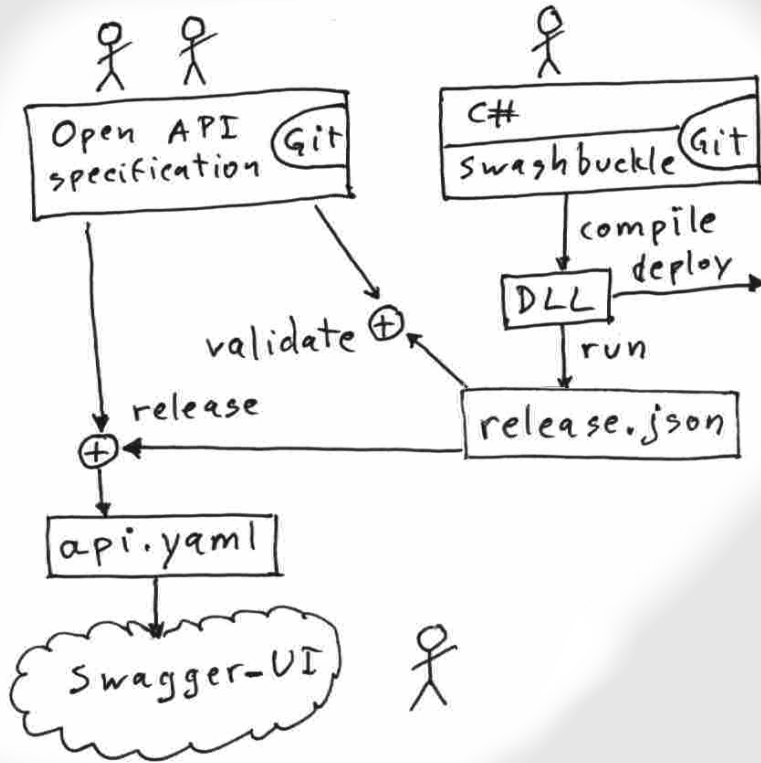 Open API
specification
Git
C#
swashbuckle
Git
compile
deploy
DLL
run
validate
release.json
release
api.yaml
Swagger-UI